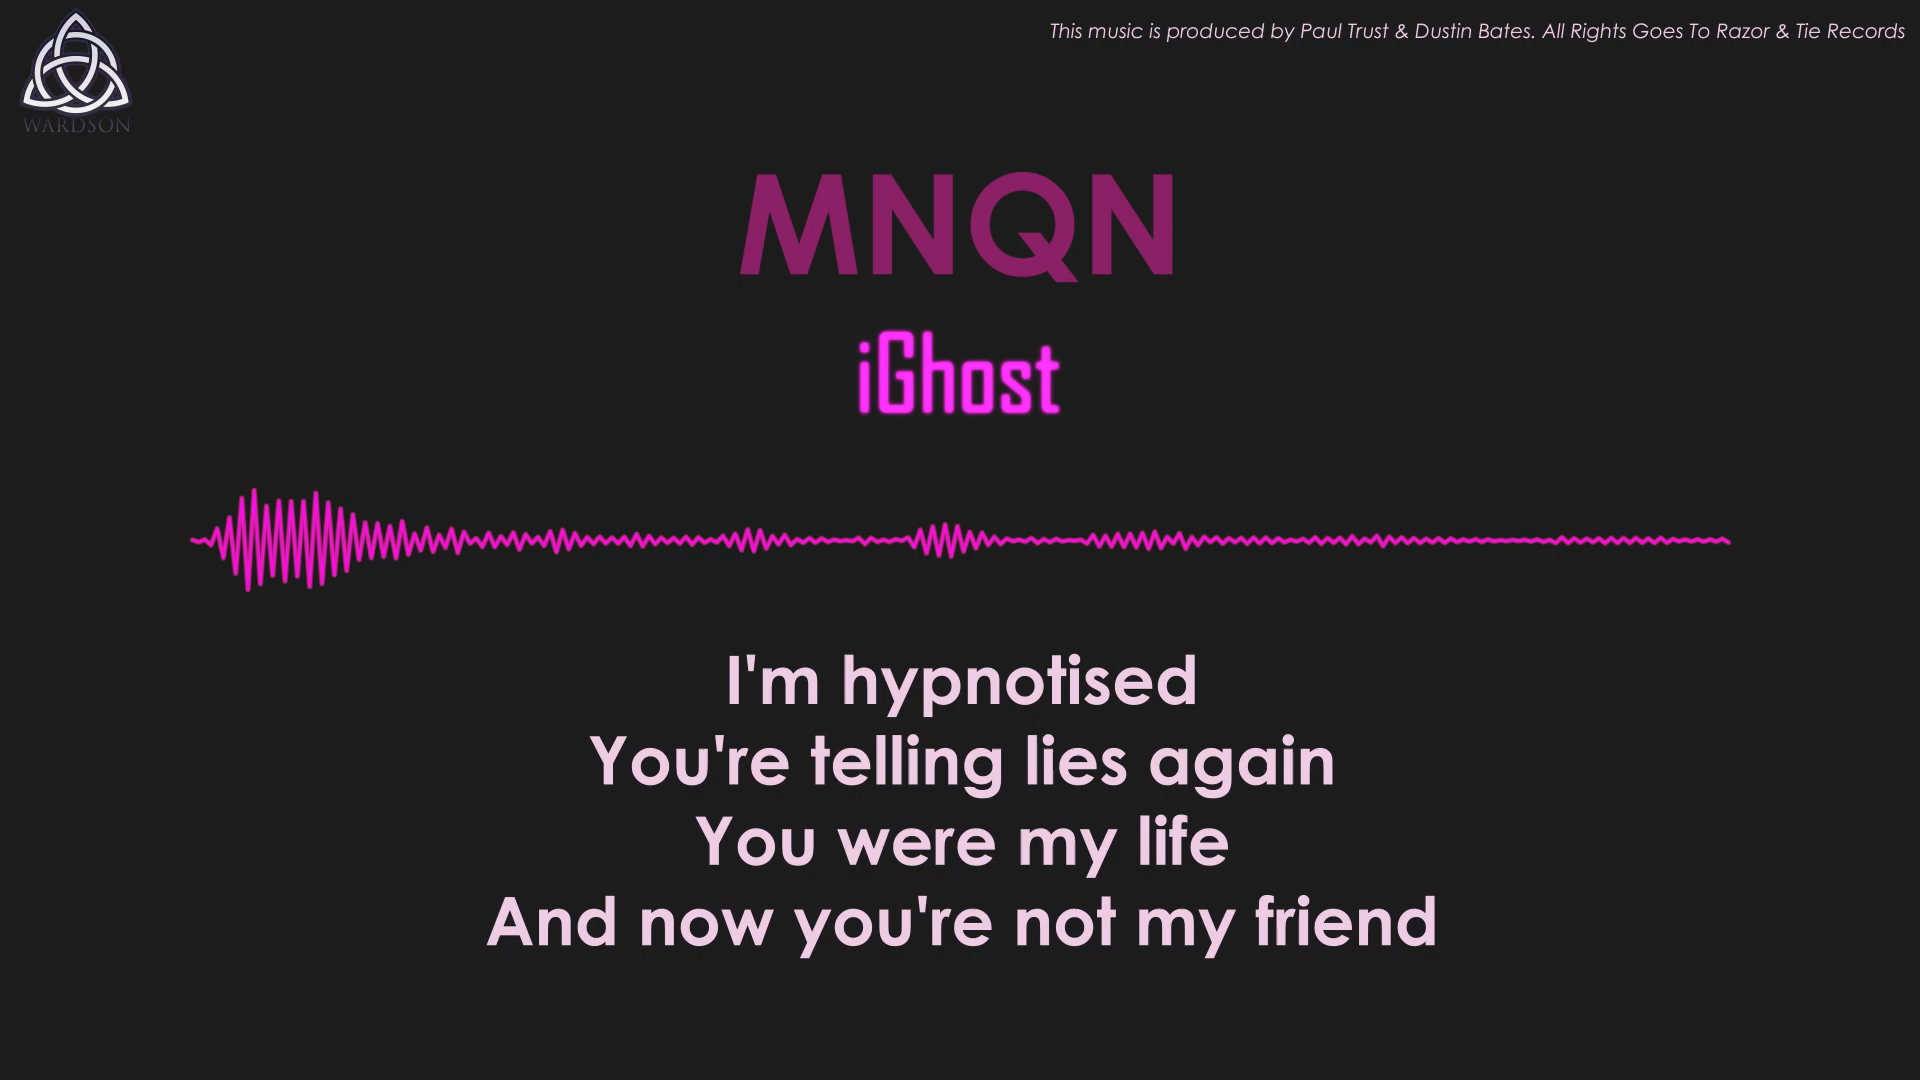 This music is produced by Paul Trust & Dustin Bates. All Rights Goes To Razor & Tie Records
WARDSON
MNQN
iGhost
I'm hypnotised
You're telling lies again
You were my life
And now you're not my friend